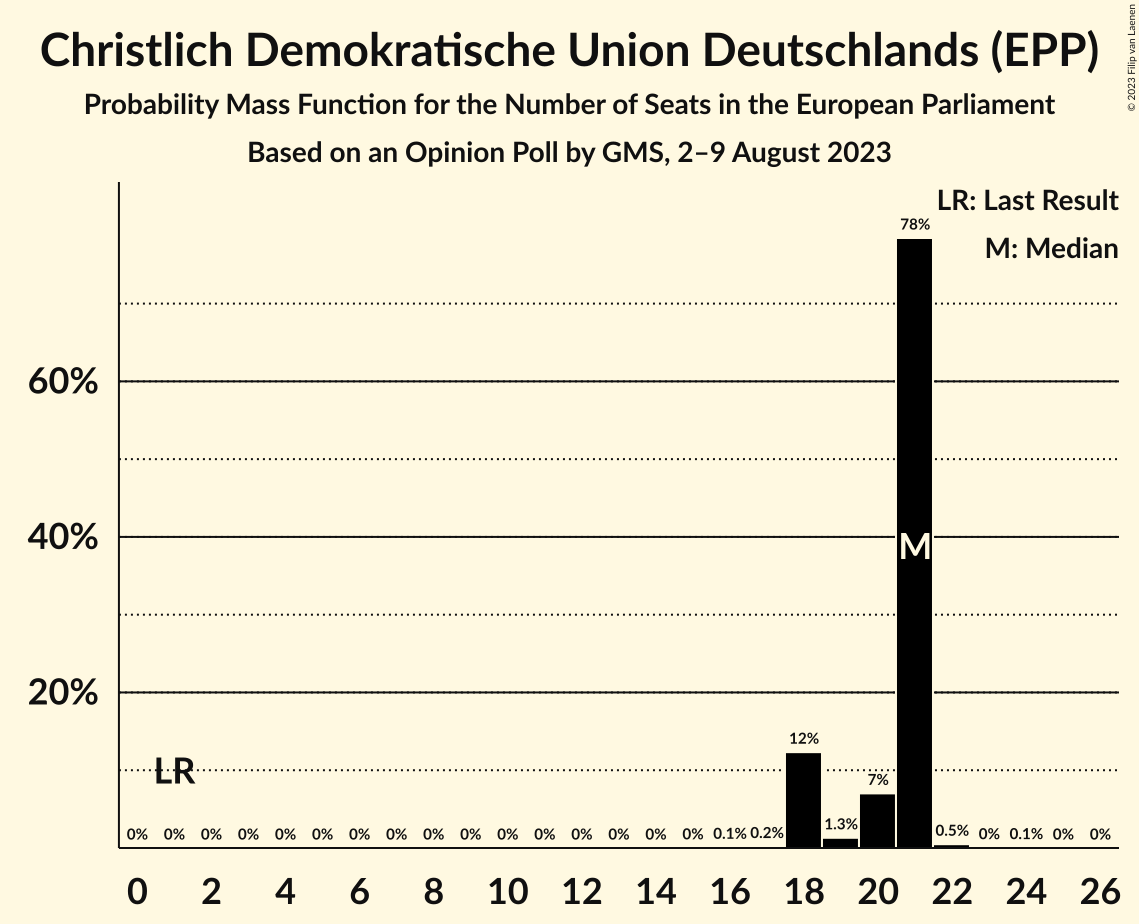 Christlich Demokratische Union Deutschlands (EPP)
Probability Mass Function for the Number of Seats in the European Parliament
Based on an Opinion Poll by GMS, 2–9 August 2023
© 2023 Filip van Laenen
LR: Last Result
78%
M: Median
60%
40%
M
20%
12%
LR
7%
0% 0% 0% 0% 0% 0% 0% 0% 0% 0% 0% 0% 0% 0% 0% 0% 0.1% 0.2% 1.3% 0.5% 0% 0.1% 0% 0%
0 2 4 6 8 10 12 14 16 18 20 22 24 26